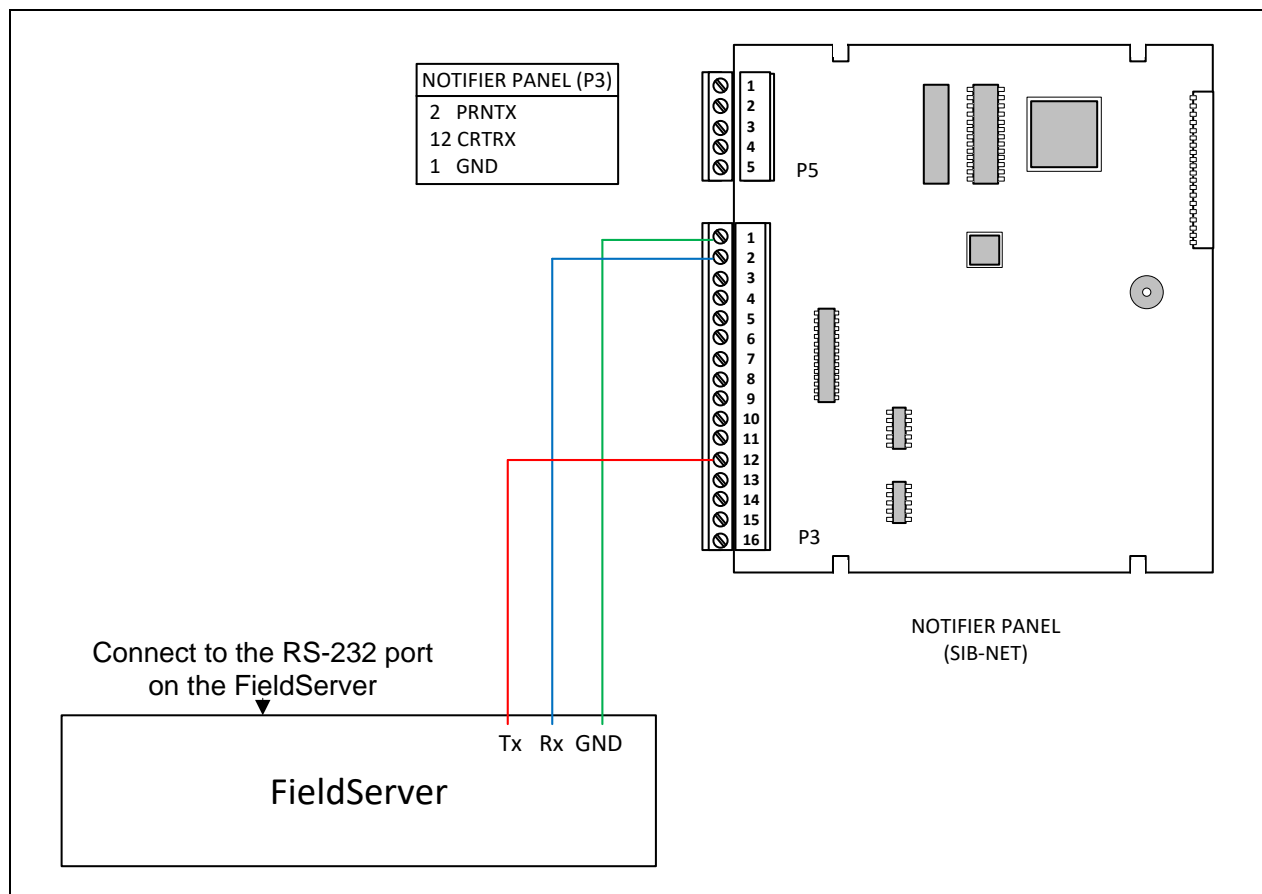 NOTIFIER PANEL (P3)
2 PRNTX
12 CRTRX
1 GND
1
2
3
4
5
P5
1
2
3
4
5
6
7
8
9
10
11
12
13
14
15
16
P3
NOTIFIER PANEL
(SIB-NET)
Connect to the RS-232 port
on the FieldServer
Tx Rx GND
FieldServer